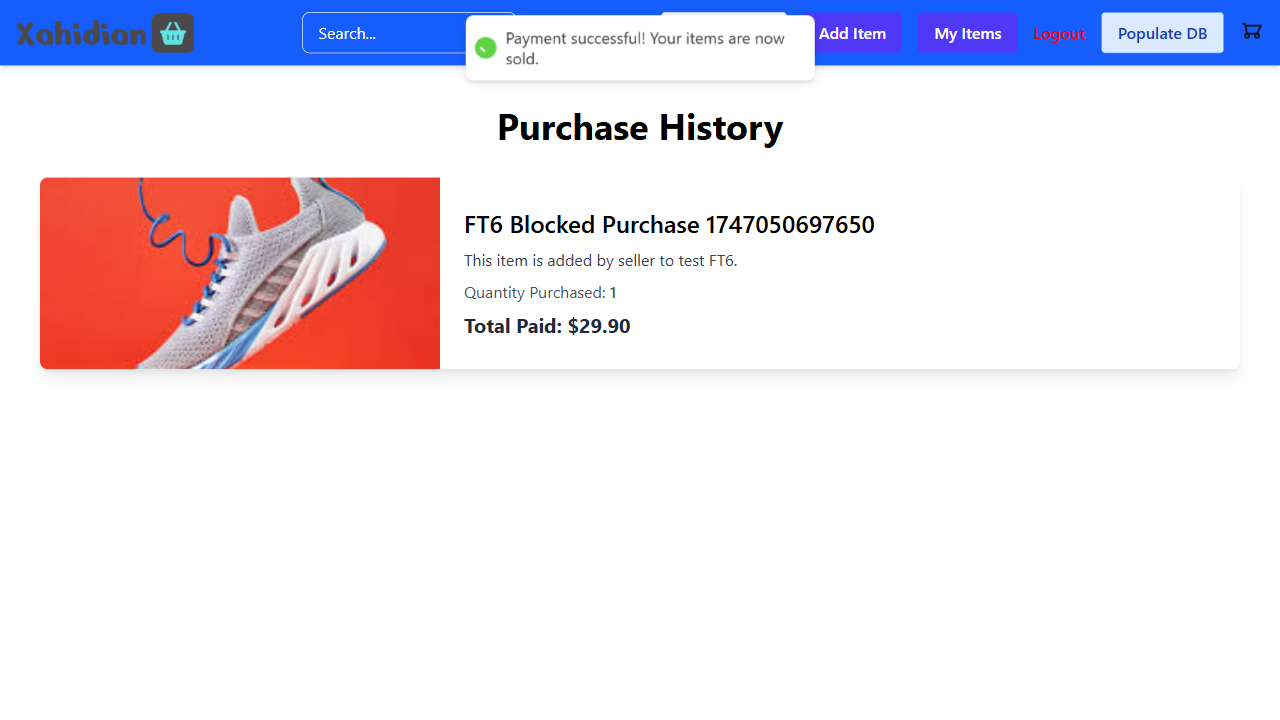 Xahidian
Search...
Payment successful! Your items are now
sold.
Add Item
My Items
Logout
Populate DB
Purchase History
FT6 Blocked Purchase 1747050697650
This item is added by seller to test FT6.
Quantity Purchased: 1
Total Paid: $29.90